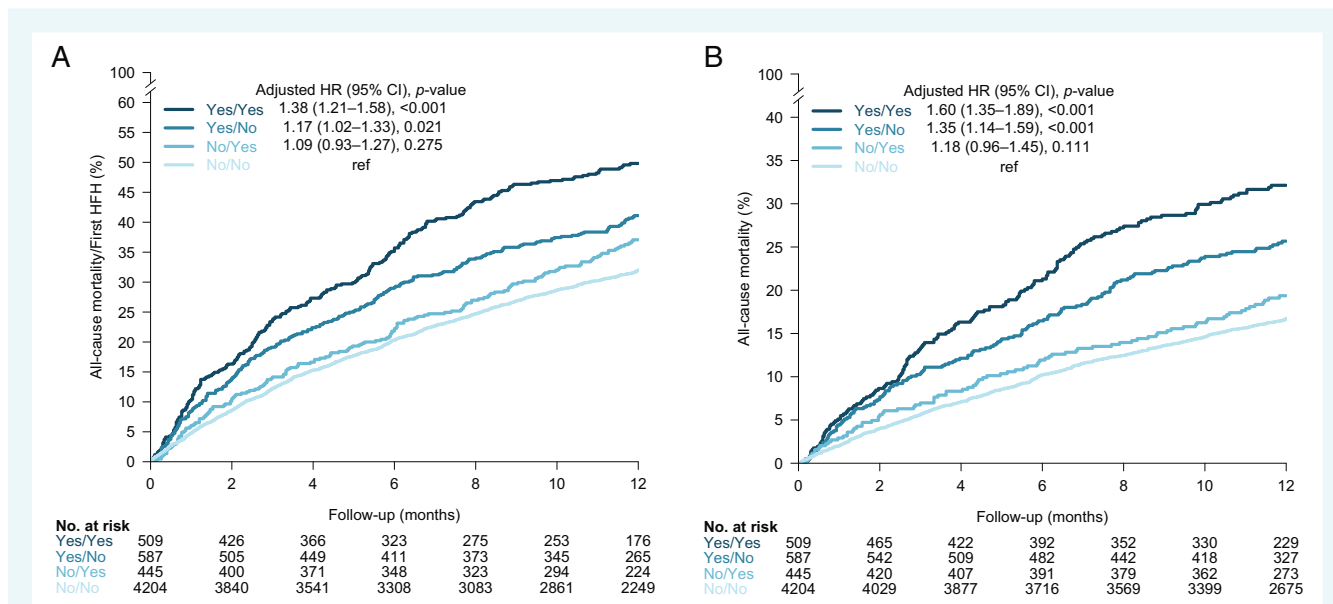 A
All-cause mortality/First HFH (%)
100
60
55
50
45
40
35
30
25
20
15
10
5
0
Adjusted HR (95% CI), p-value
Yes/Yes 1.38 (1.21–1.58), <0.001
Yes/No 1.17 (1.02–1.33), 0.021
No/Yes 1.09 (0.93–1.27), 0.275
No/No ref
0 2 4 6 8 10 12
Follow-up (months)
No. at risk
Yes/Yes 509 426 366 323 275 253 176
Yes/No 587 505 449 411 373 345 265
No/Yes 445 400 371 348 323 294 224
No/No 4204 3840 3541 3308 3083 2861 2249
B
All-cause mortality (%)
100
40
35
30
25
20
15
10
5
0
Adjusted HR (95% CI), p-value
Yes/Yes 1.60 (1.35–1.89), <0.001
Yes/No 1.35 (1.14–1.59), <0.001
No/Yes 1.18 (0.96–1.45), 0.111
No/No ref
0 2 4 6 8 10 12
Follow-up (months)
No. at risk
Yes/Yes 509 465 422 392 352 330 229
Yes/No 587 542 509 482 442 418 327
No/Yes 445 420 407 391 379 362 273
No/No 4204 4029 3877 3716 3569 3399 2675